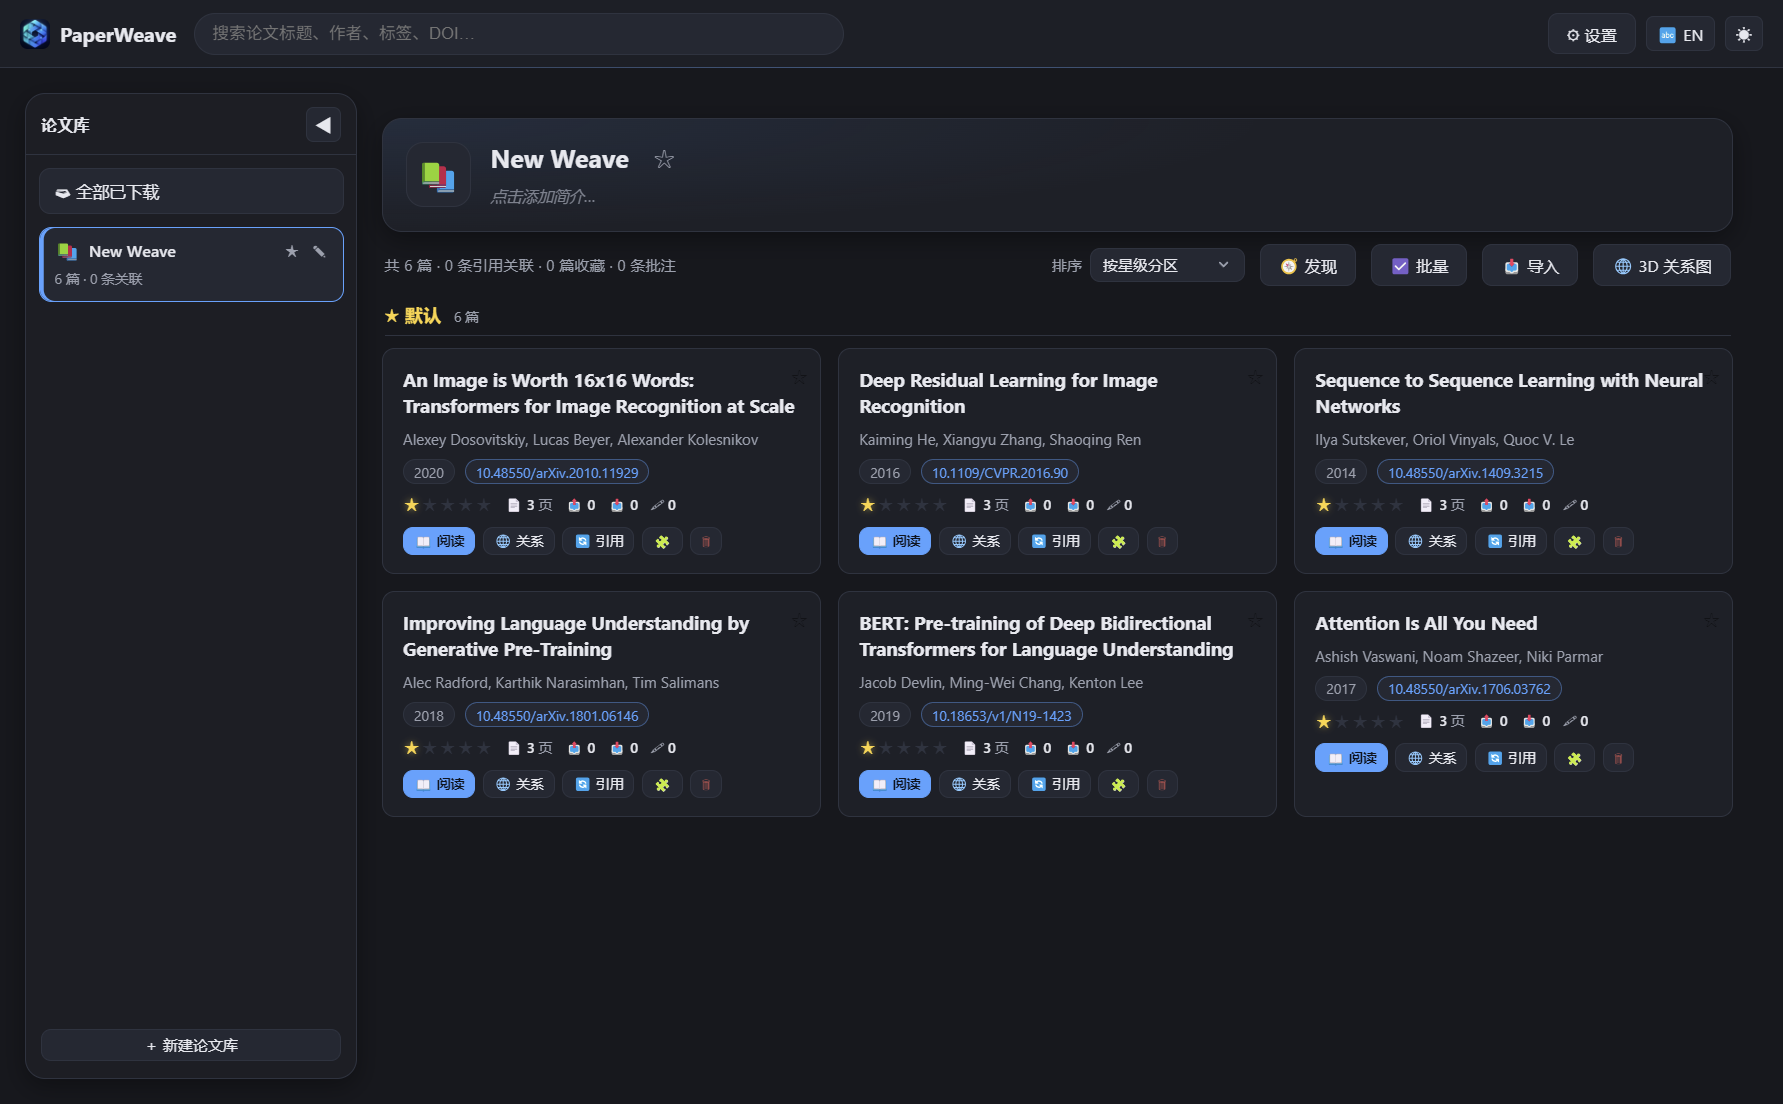 PaperWeave
搜索论文标题、作者、标签、DOI...
设置
EN
论文库
全部已下载
New Weave
6 篇 · 0 条关联
+ 新建论文库
New Weave
点击添加简介...
共 6 篇 · 0 条引用关联 · 0 篇收藏 · 0 条批注
排序
按星级分区
发现
批量
导入
3D 关系图
★ 默认 6 篇
An Image is Worth 16x16 Words:
Transformers for Image Recognition at Scale
Alexey Dosovitskiy, Lucas Beyer, Alexander Kolesnikov
2020 10.48550/arXiv.2010.11929
3 页 0 0 0
阅读 关系 引用
Deep Residual Learning for Image
Recognition
Kaiming He, Xiangyu Zhang, Shaoqing Ren
2016 10.1109/CVPR.2016.90
3 页 0 0 0
阅读 关系 引用
Sequence to Sequence Learning with Neural
Networks
Ilya Sutskever, Oriol Vinyals, Quoc V. Le
2014 10.48550/arXiv.1409.3215
3 页 0 0 0
阅读 关系 引用
Improving Language Understanding by
Generative Pre-Training
Alec Radford, Karthik Narasimhan, Tim Salimans
2018 10.48550/arXiv.1801.06146
3 页 0 0 0
阅读 关系 引用
BERT: Pre-training of Deep Bidirectional
Transformers for Language Understanding
Jacob Devlin, Ming-Wei Chang, Kenton Lee
2019 10.18653/v1/N19-1423
3 页 0 0 0
阅读 关系 引用
Attention Is All You Need
Ashish Vaswani, Noam Shazeer, Niki Parmar
2017 10.48550/arXiv.1706.03762
3 页 0 0 0
阅读 关系 引用